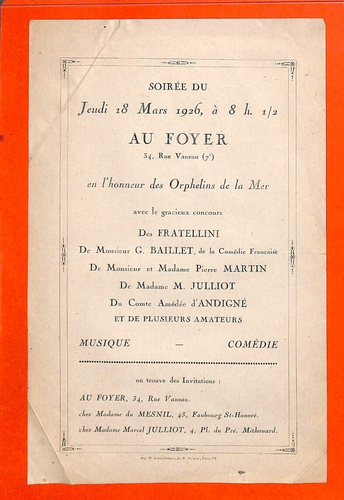 SOIRÉE DU
Jeudi 18 Mars 1926, à 8 h. 1/2
AU FOYER
34, Rue Vaneau (7e)
en l'honneur des Orphelins de la Mer
avec le gracieux concours
Des FRATELLINI
De Monsieur G. BAILLET, de la Comédie Française
De Monsieur et Madame Pierre MARTIN
De Madame M. JULLIOT
Du Comte Amédée d'ANDIGNÉ
ET DE PLUSIEURS AMATEURS
MUSIQUE — COMÉDIE
on trouve des Invitations :
AU FOYER, 34, Rue Vaneau.
chez Madame du MESNIL, 45, Faubourg St-Honoré.
chez Madame Marcel JULLIOT, 4, Pl. du Pré. Mithouard.